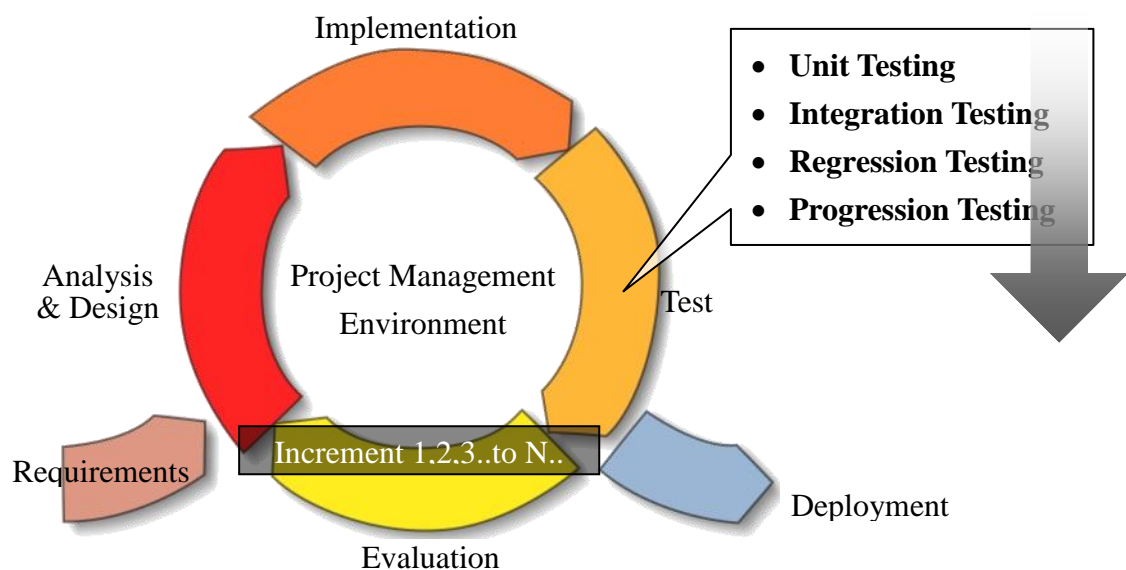 Implementation
• Unit Testing
• Integration Testing
• Regression Testing
• Progression Testing
Analysis
& Design
Project Management
Environment
Test
Increment 1,2,3..to N..
Requirements
Deployment
Evaluation